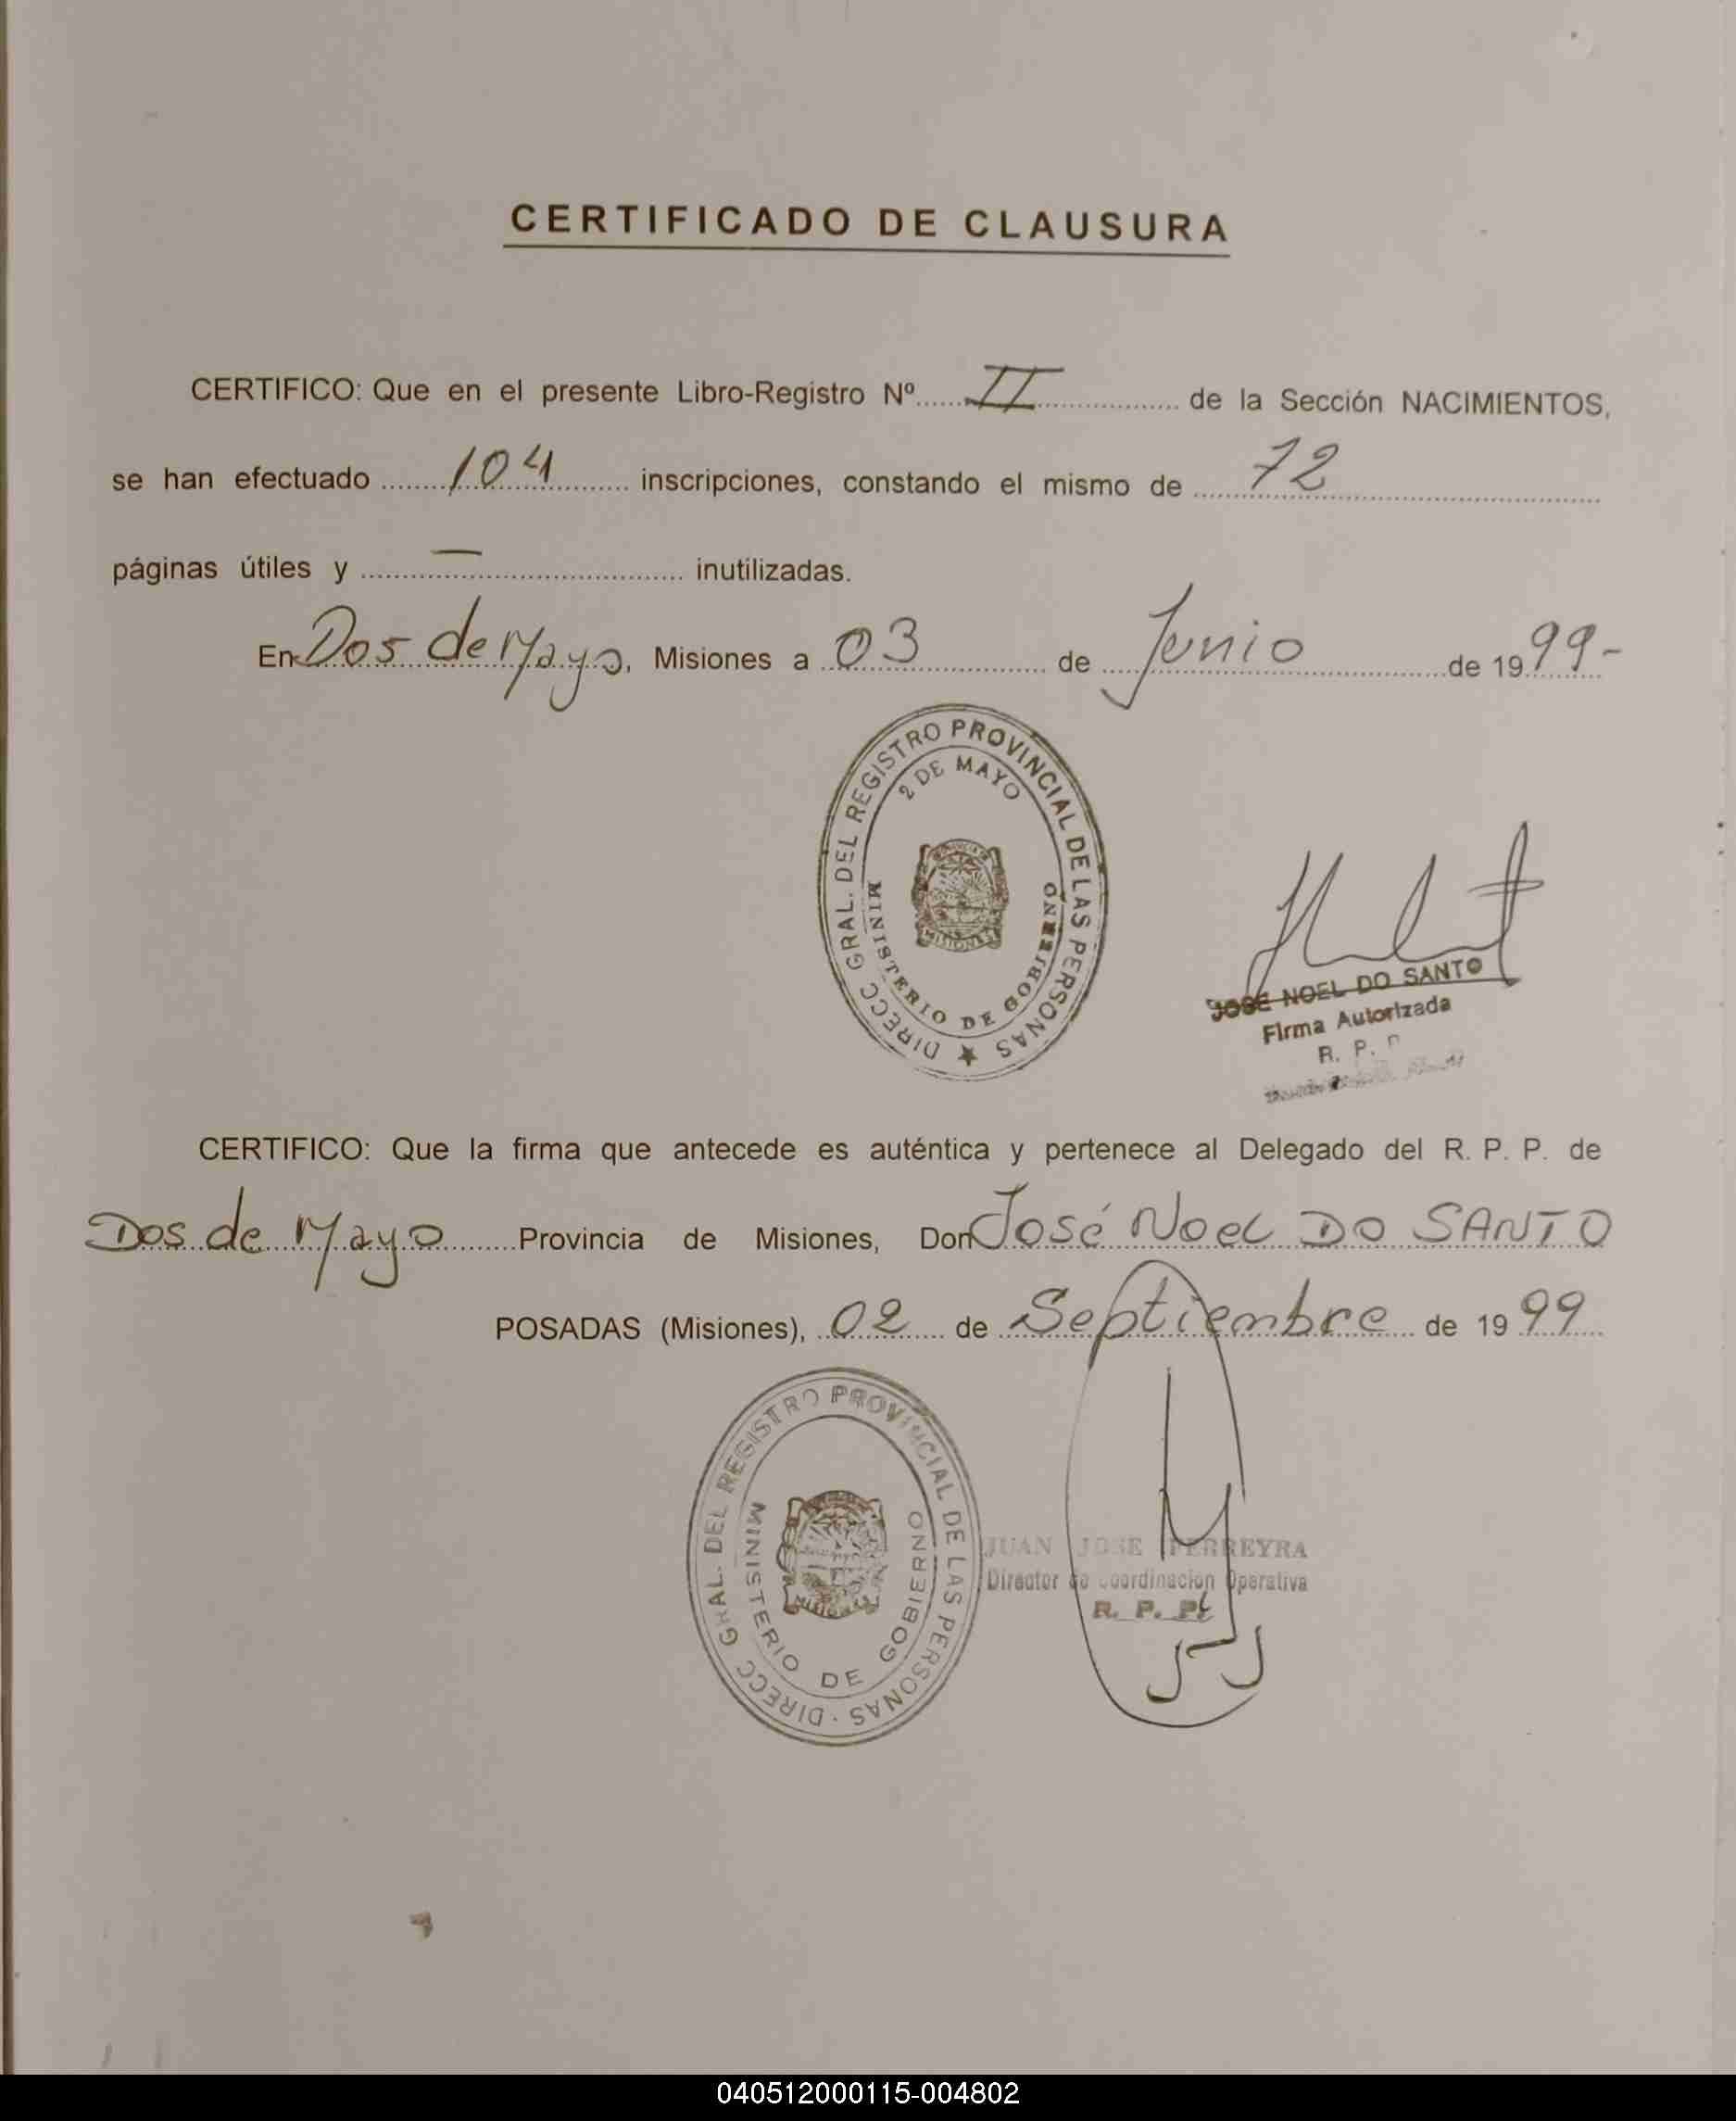 CERTIFICADO DE CLAUSURA
CERTIFICO: Que en el presente Libro-Registro Nº II de la Sección NACIMIENTOS,
se han efectuado 104 inscripciones, constando el mismo de 72
páginas útiles y — inutilizadas.
En Dos de Mayo, Misiones a 03 de Junio de 1999-
DIRECC GRAL. DEL REGISTRO PROVINCIAL DE LAS PERSONAS
2 DE MAYO
MINISTERIO DE GOBIERNO
MISIONES
JOSE NOEL DO SANTO
Firma Autorizada
R. P.
CERTIFICO: Que la firma que antecede es auténtica y pertenece al Delegado del R. P. P. de
Dos de Mayo Provincia de Misiones, Don José Noel DO SANTO
POSADAS (Misiones), 02 de Septiembre de 1999
DIRECC GRAL. DEL REGISTRO PROVINCIAL DE LAS PERSONAS
MINISTERIO DE GOBIERNO
MISIONES
JUAN JOSE FERREYRA
Director de Coordinación Operativa
R. P. P.
040512000115-004802